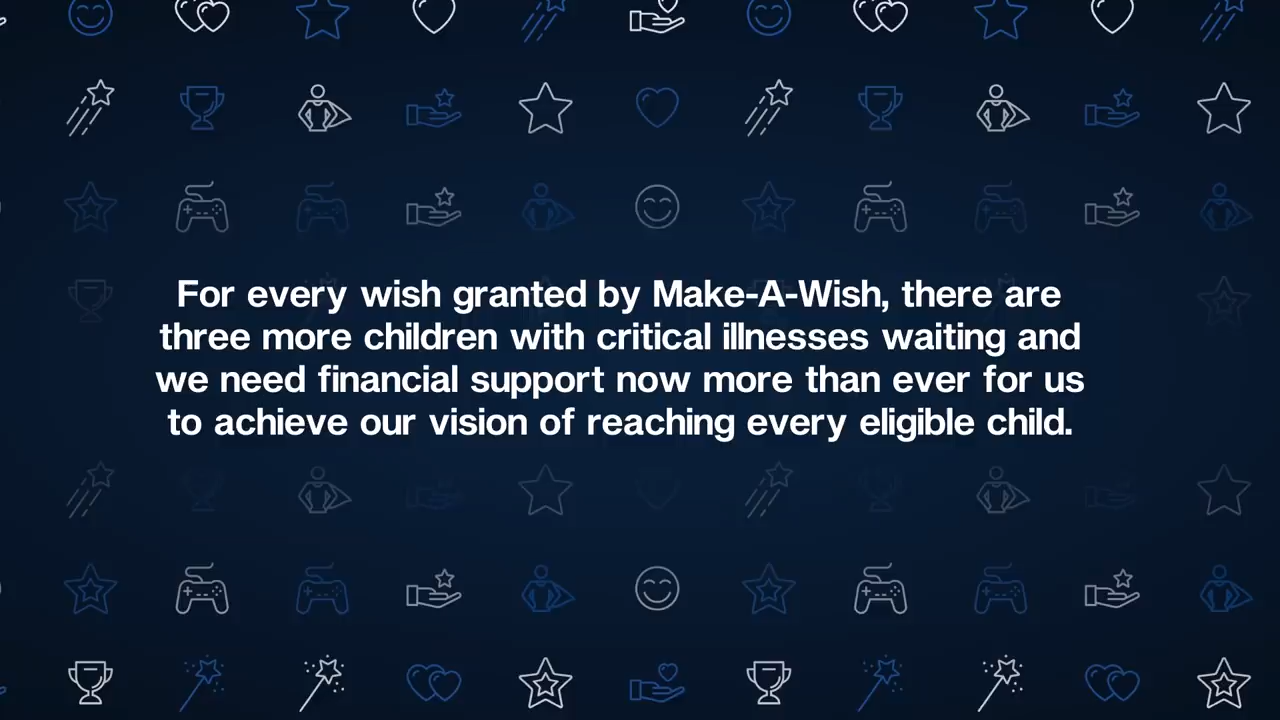 For every wish granted by Make-A-Wish, there are
three more children with critical illnesses waiting and
we need financial support now more than ever for us
to achieve our vision of reaching every eligible child.